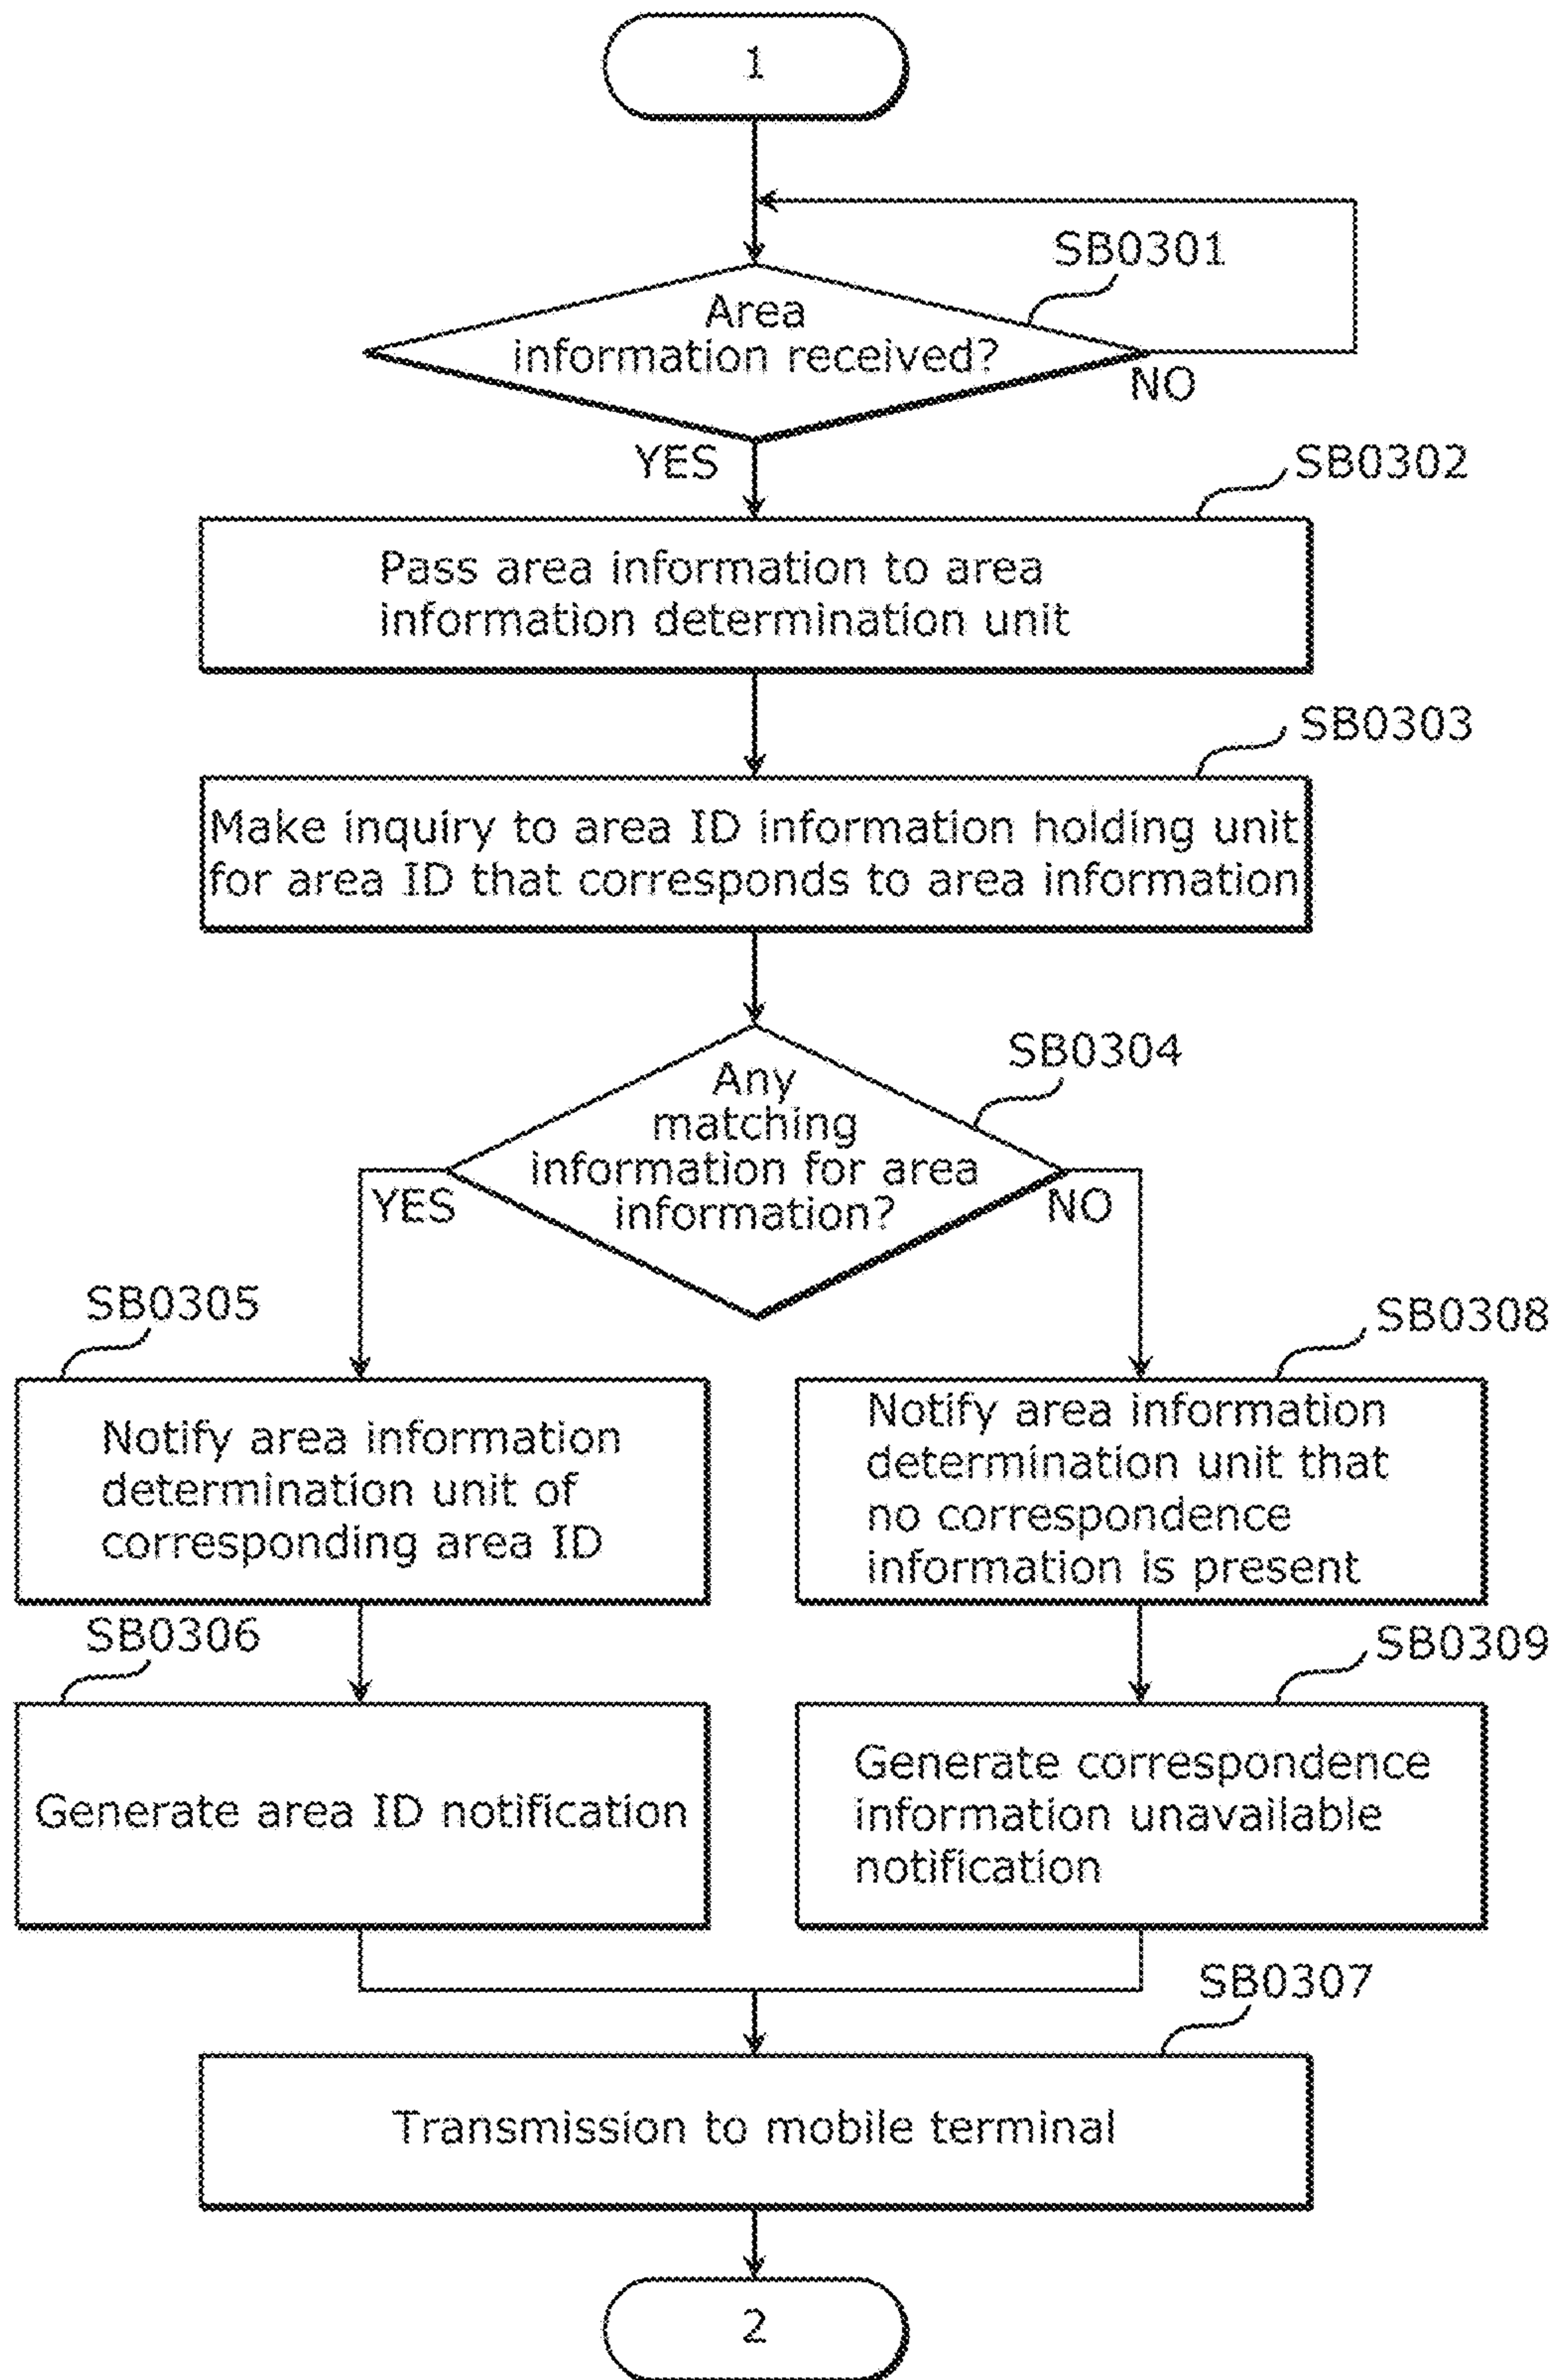 1
SB0301
Area
information received?
NO
YES
SB0302
Pass area information to area
information determination unit
SB0303
Make inquiry to area ID information holding unit
for area ID that corresponds to area information
SB0304
Any
matching
information for area
information?
YES
NO
SB0305
Notify area information
determination unit of
corresponding area ID
SB0308
Notify area information
determination unit that
no correspondence
information is present
SB0306
Generate area ID notification
SB0309
Generate correspondence
information unavailable
notification
SB0307
Transmission to mobile terminal
2